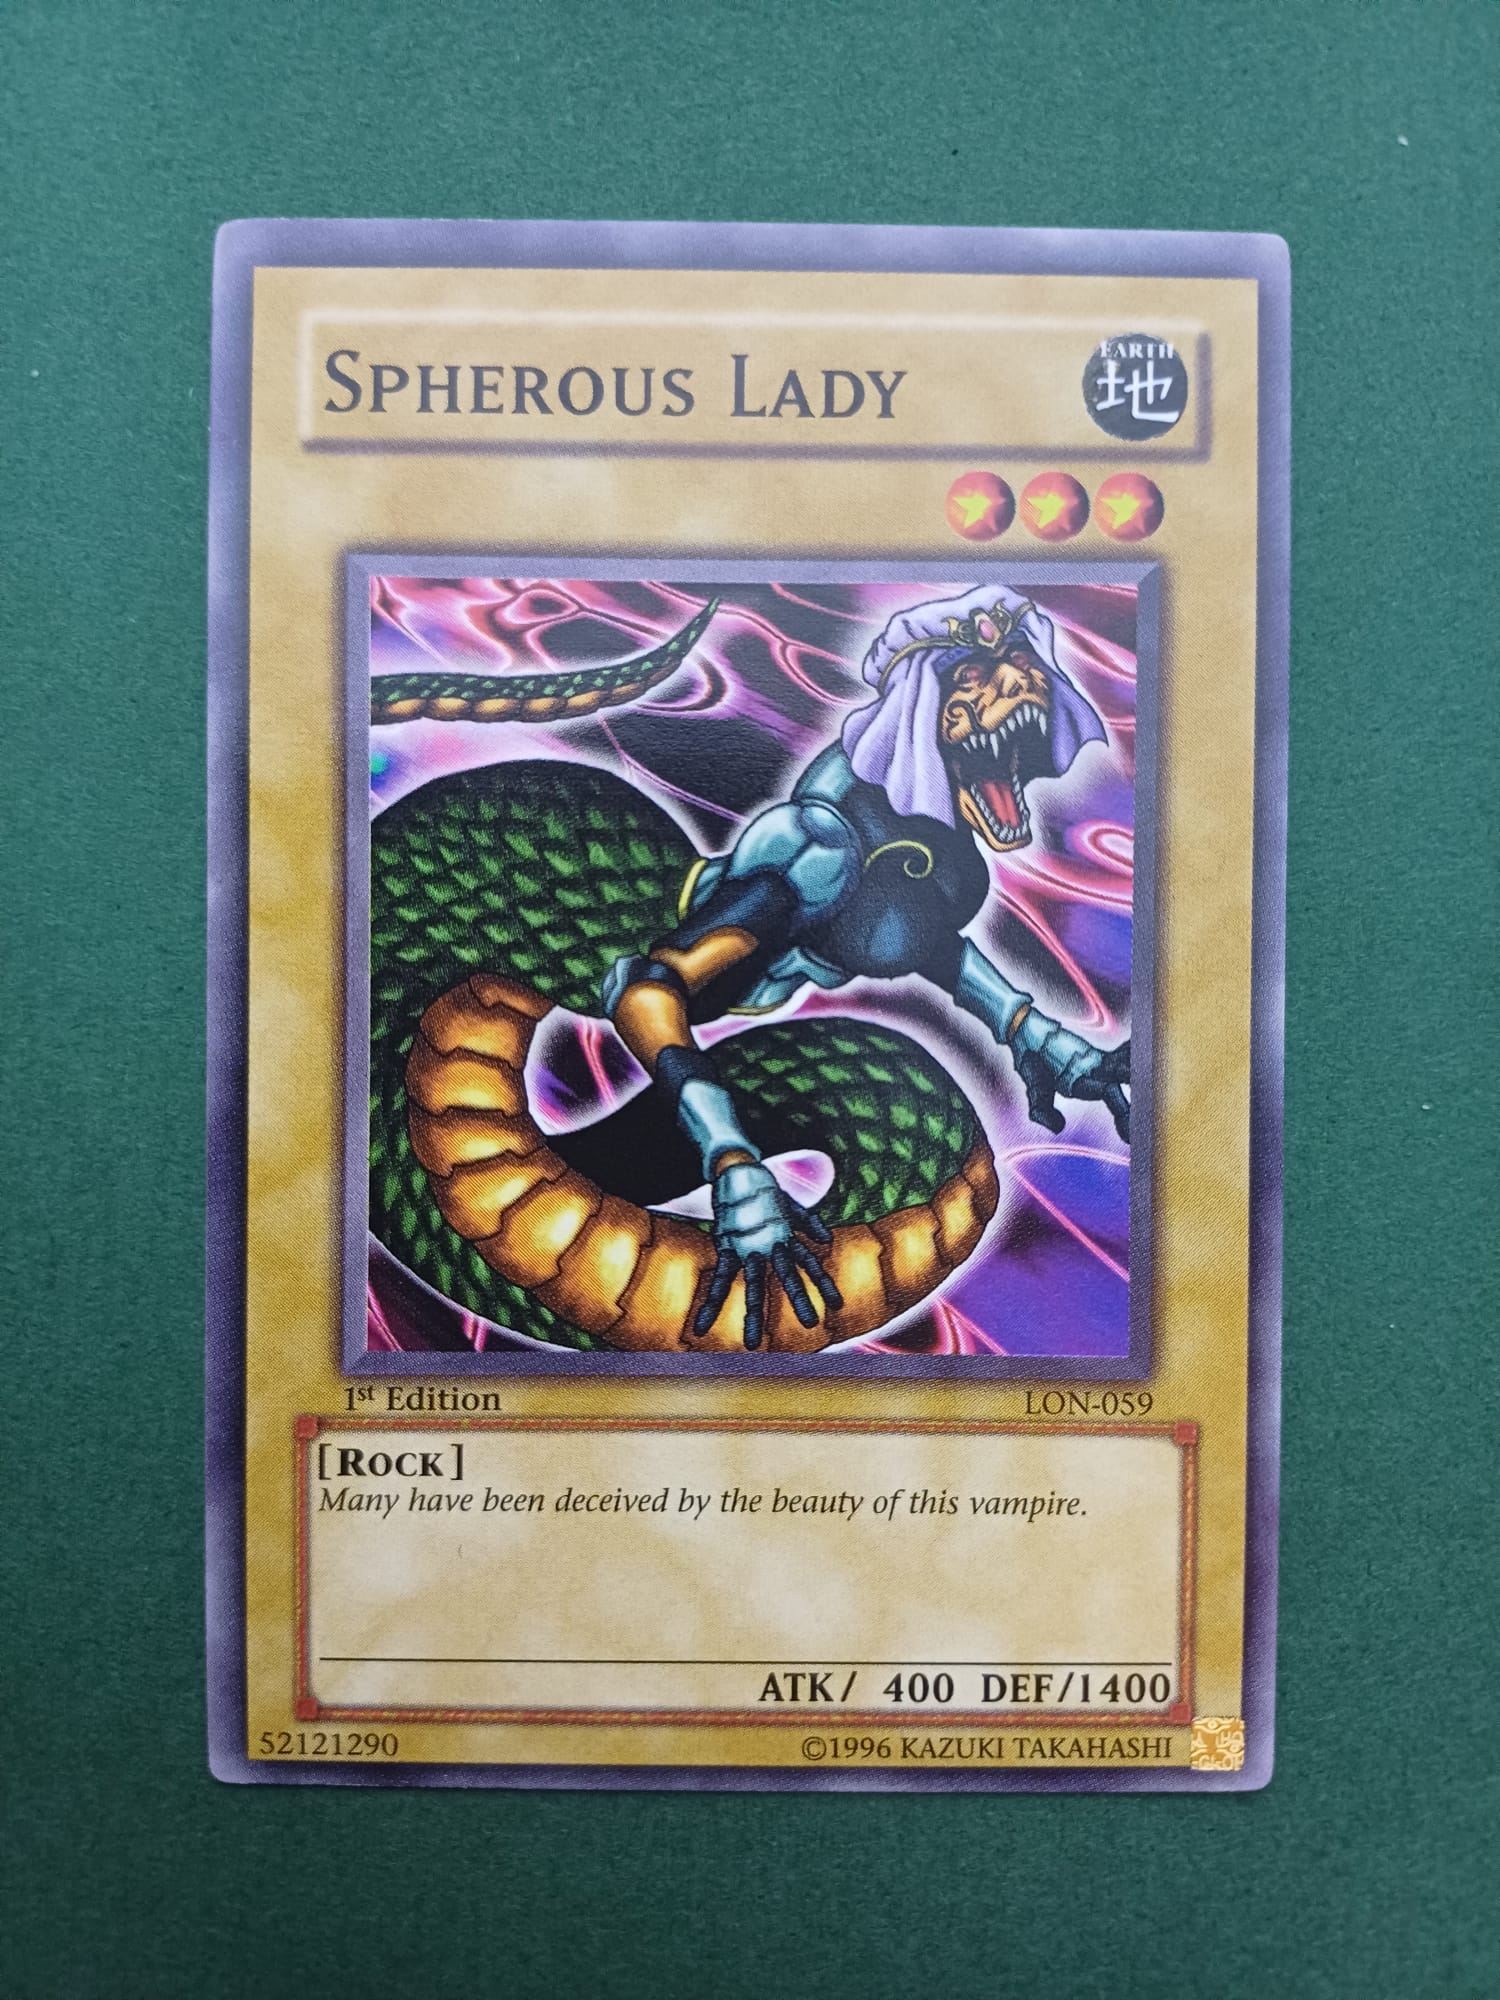 SPHEROUS LADY
EARTH
地
1st Edition
LON-059
[ROCK]
Many have been deceived by the beauty of this vampire.
ATK/ 400 DEF/1400
52121290
©1996 KAZUKI TAKAHASHI